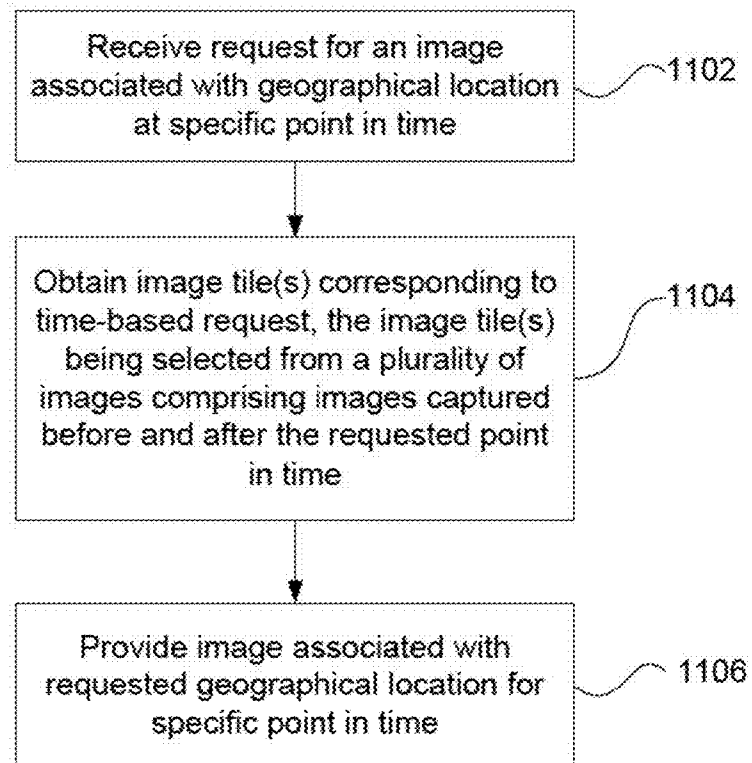 Receive request for an image
associated with geographical location
at specific point in time
1102
Obtain image tile(s) corresponding to
time-based request, the image tile(s)
being selected from a plurality of
images comprising images captured
before and after the requested point
in time
1104
Provide image associated with
requested geographical location for
specific point in time
1106